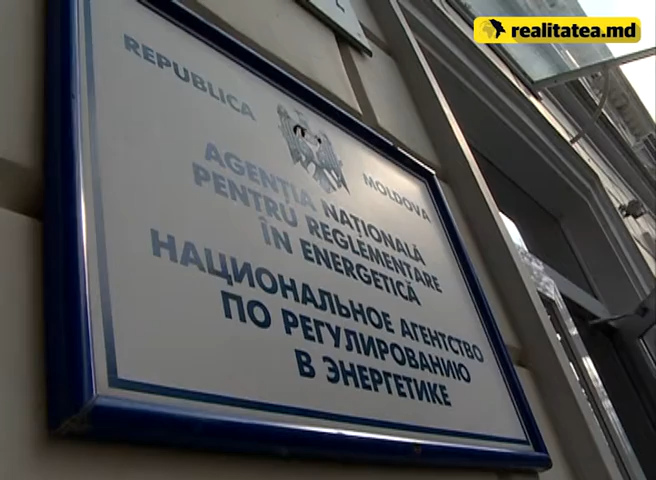 realitatea.md
REPUBLICA
MOLDOVA
AGENȚIA NAȚIONALĂ
PENTRU REGLEMENTARE
ÎN ENERGETICĂ
НАЦИОНАЛЬНОЕ АГЕНТСТВО
ПО РЕГУЛИРОВАНИЮ
В ЭНЕРГЕТИКЕ